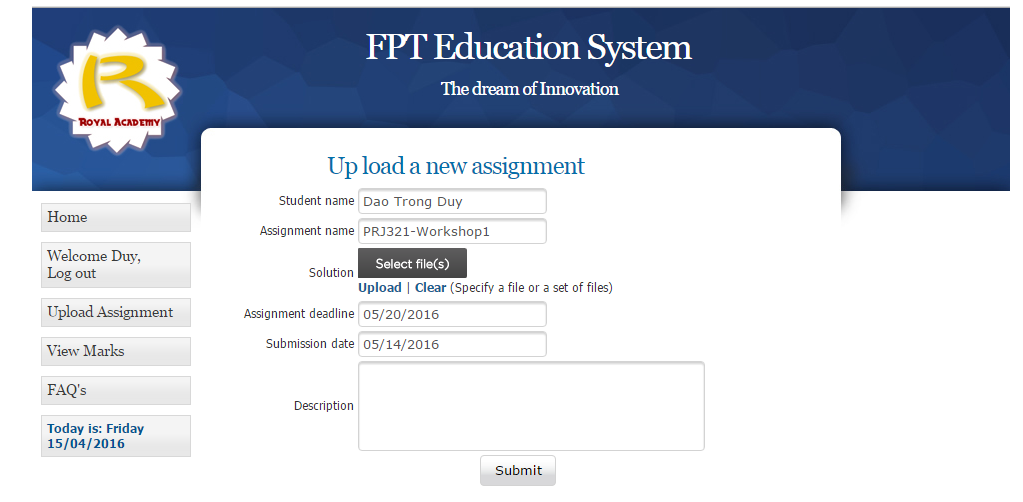 FPT Education System
The dream of Innovation
R
ROYAL ACADEMY
Home
Welcome Duy,
Log out
Upload Assignment
View Marks
FAQ's
Today is: Friday
15/04/2016
Up load a new assignment
Student name Dao Trong Duy
Assignment name PRJ321-Workshop1
Solution Select file(s)
Upload | Clear (Specify a file or a set of files)
Assignment deadline 05/20/2016
Submission date 05/14/2016
Description
Submit